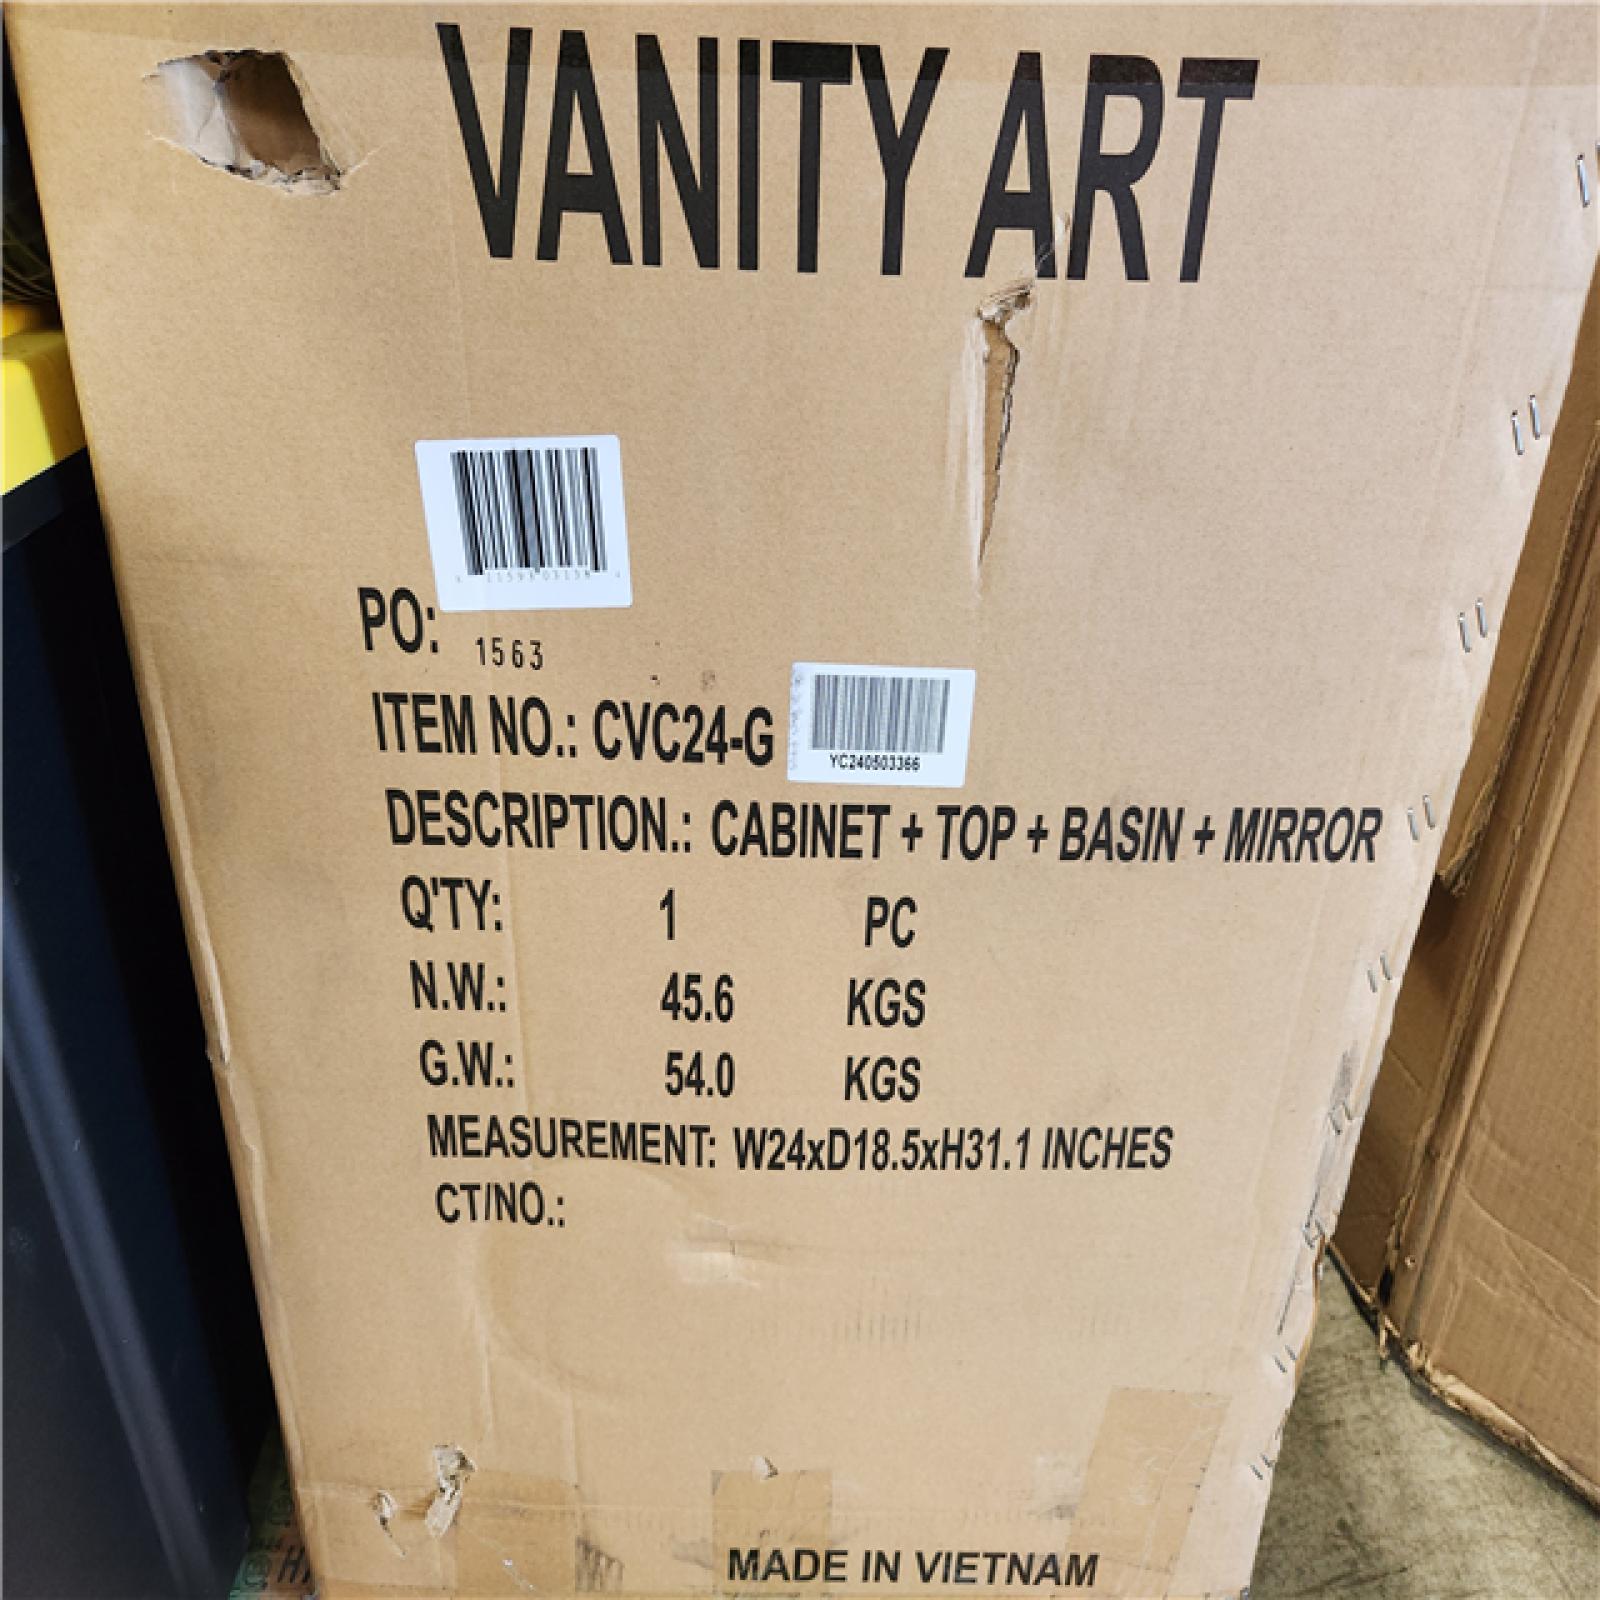 VANITY ART
PO:
1563
ITEM NO.: CVC24-G
YC240503366
DESCRIPTION.: CABINET + TOP + BASIN + MIRROR
Q'TY: 1 PC
N.W.: 45.6 KGS
G.W.: 54.0 KGS
MEASUREMENT: W24xD18.5xH31.1 INCHES
CT/NO.:
MADE IN VIETNAM